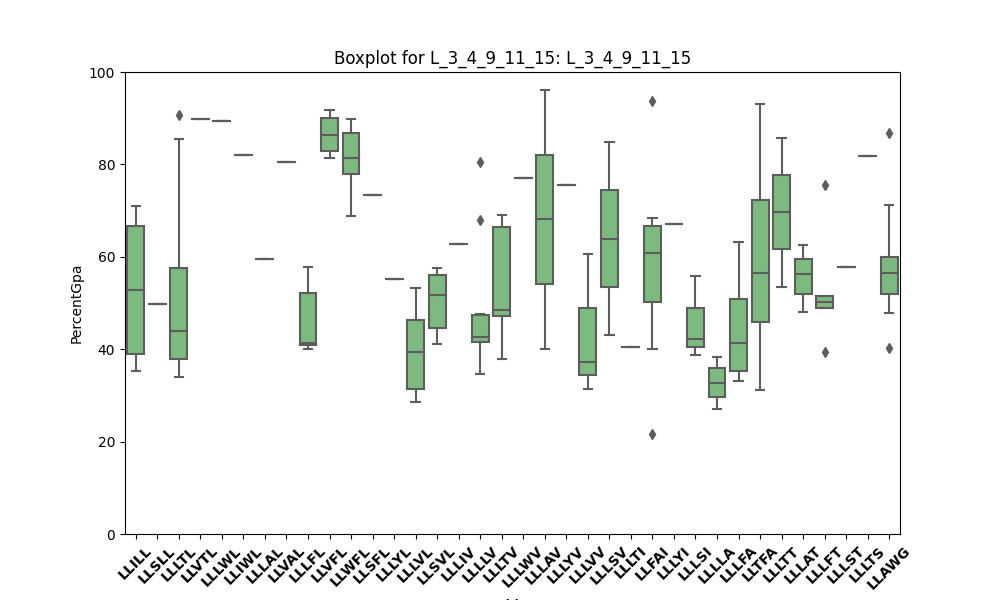 Boxplot for L_3_4_9_11_15: L_3_4_9_11_15
100
80
60
40
20
0
PercentGpa
LLILL
LLSLL
LLLTL
LLVTL
LLLWL
LLIWL
LLLAL
LLVAL
LLLFL
LLVFL
LLWFL
LLSFL
LLLYL
LLLVL
LLSVL
LLLIV
LLLLV
LLLTV
LLLWV
LLLAV
LLLYV
LLLVV
LLLSV
LLLTI
LLFAI
LLLYI
LLLSI
LLLLA
LLLFA
LLTFA
LLLTT
LLLAT
LLLFT
LLLST
LLLTS
LLAWG